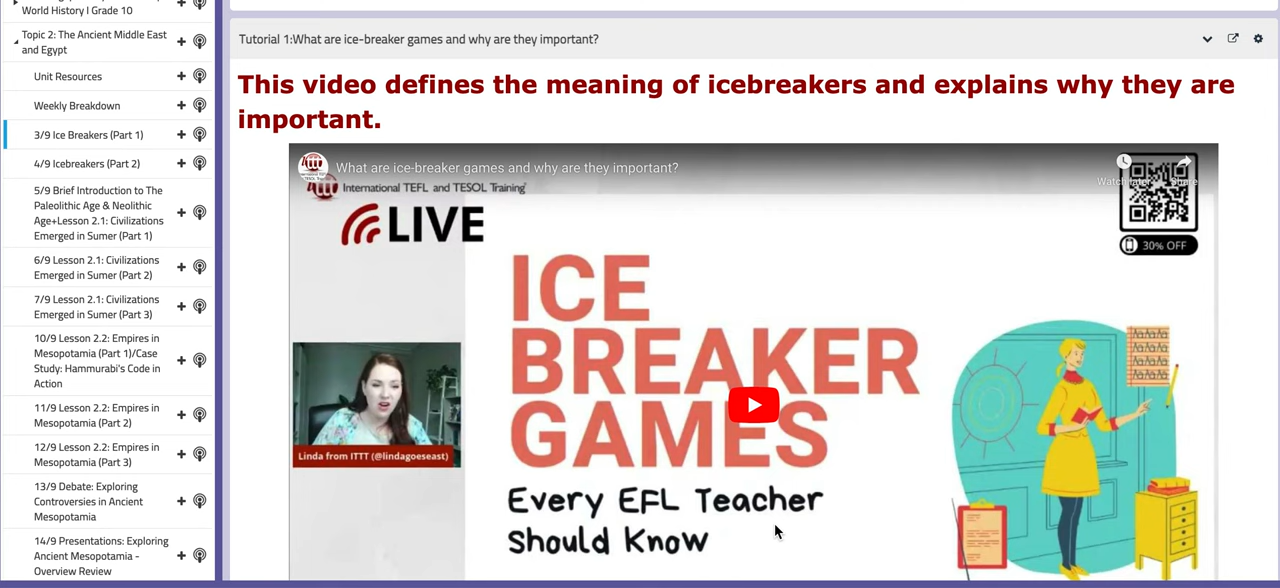 World History I Grade 10
Topic 2: The Ancient Middle East
and Egypt
Unit Resources
Weekly Breakdown
3/9 Ice Breakers (Part 1)
4/9 Icebreakers (Part 2)
5/9 Brief Introduction to The
Paleolithic Age & Neolithic
Age+Lesson 2.1: Civilizations
Emerged in Sumer (Part 1)
6/9 Lesson 2.1: Civilizations
Emerged in Sumer (Part 2)
7/9 Lesson 2.1: Civilizations
Emerged in Sumer (Part 3)
10/9 Lesson 2.2: Empires in
Mesopotamia (Part 1)/Case
Study: Hammurabi's Code in
Action
11/9 Lesson 2.2: Empires in
Mesopotamia (Part 2)
12/9 Lesson 2.2: Empires in
Mesopotamia (Part 3)
13/9 Debate: Exploring
Controversies in Ancient
Mesopotamia
14/9 Presentations: Exploring
Ancient Mesopotamia -
Overview Review
Tutorial 1:What are ice-breaker games and why are they important?
This video defines the meaning of icebreakers and explains why they are
important.
What are ice-breaker games and why are they important?
Watch later
Share
International TEFL and TESOL Training
LIVE
30% OFF
ICE
BREAKER
GAMES
Every EFL Teacher
Should Know
Linda from ITTT (@lindagoeseast)